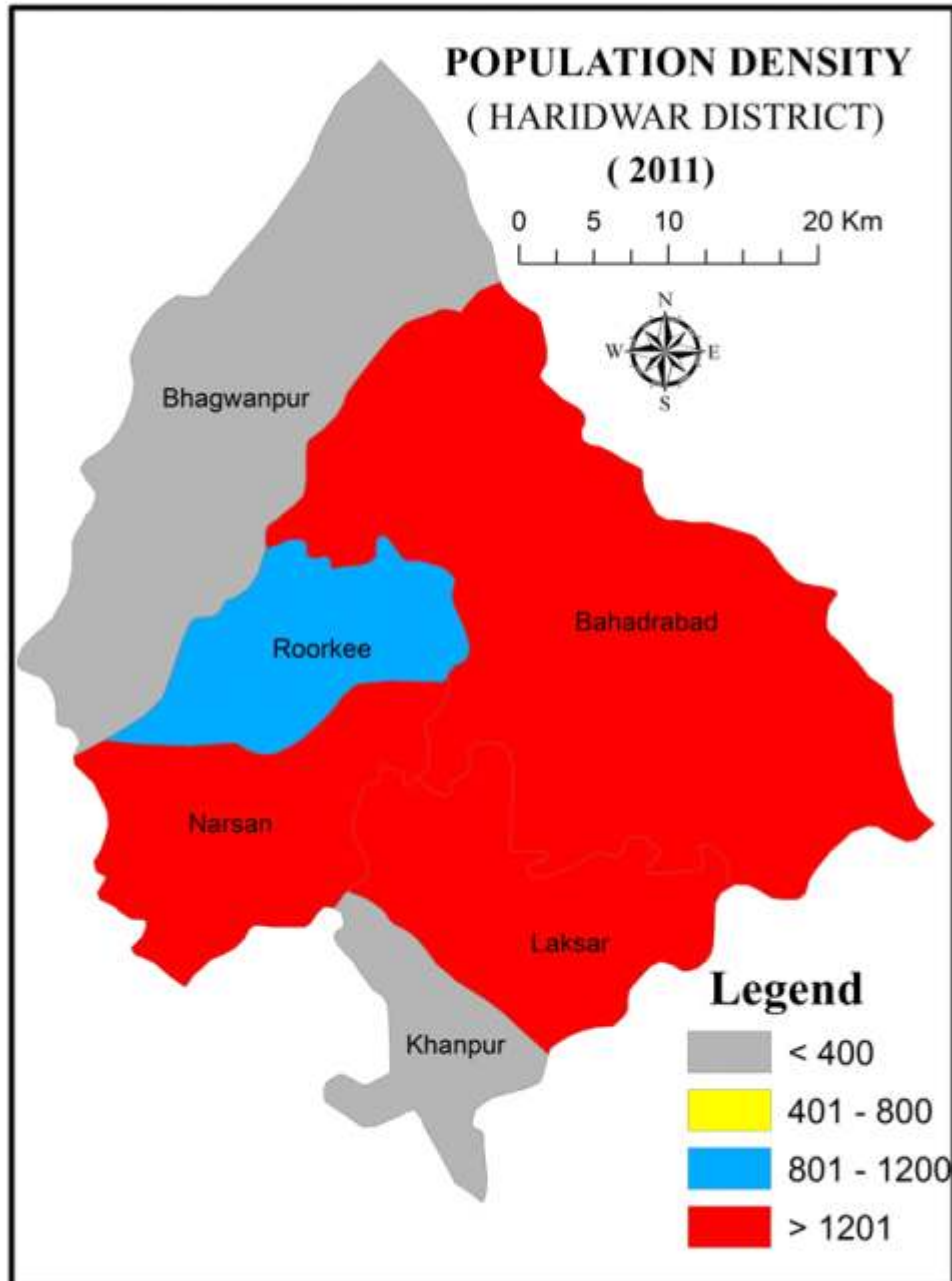 POPULATION DENSITY
( HARIDWAR DISTRICT)
( 2011)
0 5 10 20 Km
N
W E
S
Bhagwanpur
Bahadrabad
Roorkee
Narsan
Laksar
Khanpur
Legend
< 400
401 - 800
801 - 1200
> 1201